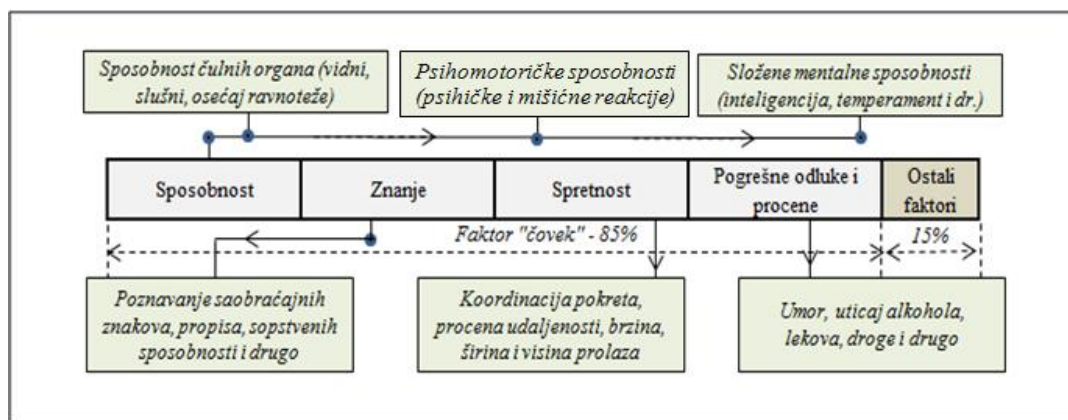 Sposobnost čulnih organa (vidni,
slušni, osećaj ravnoteže)
Psihomotoričke sposobnosti
(psihičke i mišićne reakcije)
Složene mentalne sposobnosti
(inteligencija, temperament i dr.)
Sposobnost
Znanje
Spretnost
Pogrešne odluke i
procene
Ostali
faktori
Faktor "čovek" - 85%
15%
Poznavanje saobraćajnih
znakova, propisa, sopstvenih
sposobnosti i drugo
Koordinacija pokreta,
procena udaljenosti, brzina,
širina i visina prolaza
Umor, uticaj alkohola,
lekova, droge i drugo